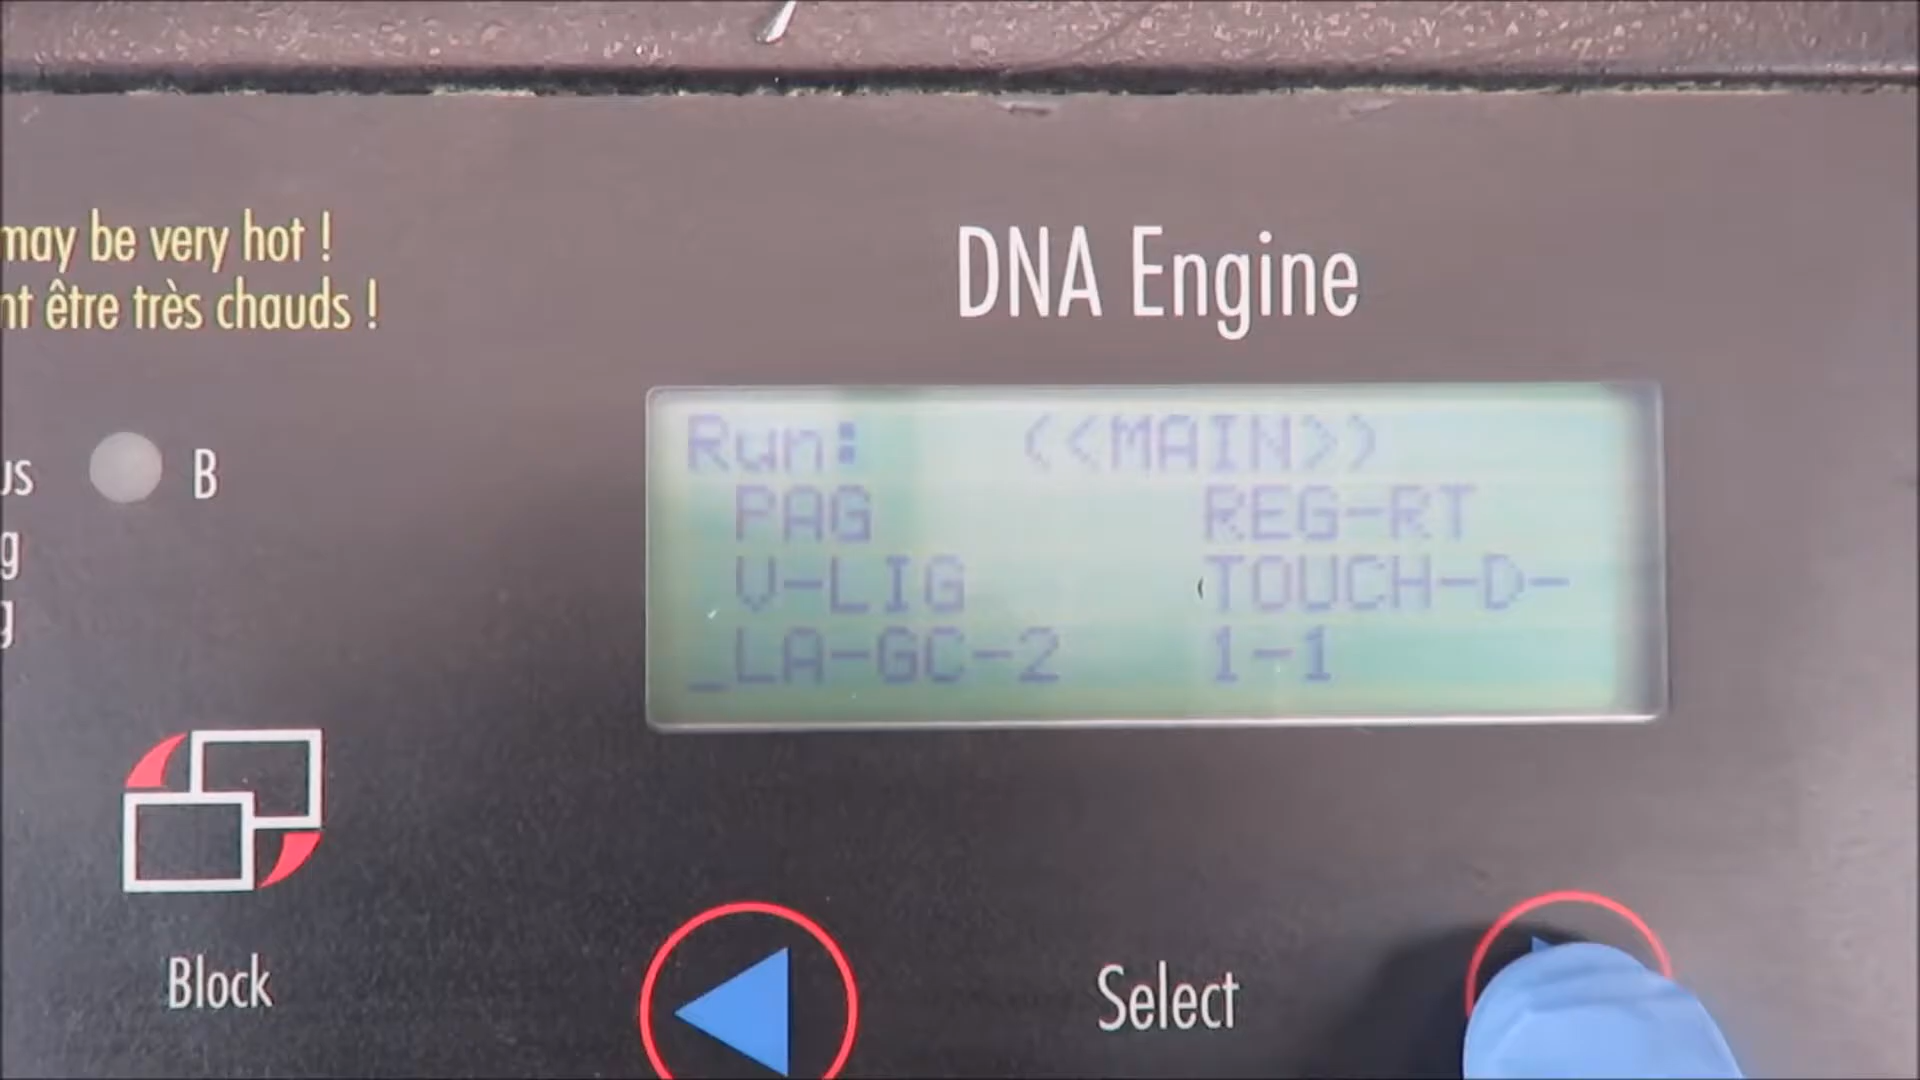 may be very hot !
nt être très chauds !
DNA Engine
us B
g
g
Run: <<MAIN>>
PAG REG-RT
V-LIG TOUCH-D-
_LA-GC-2 1-1
Block
Select